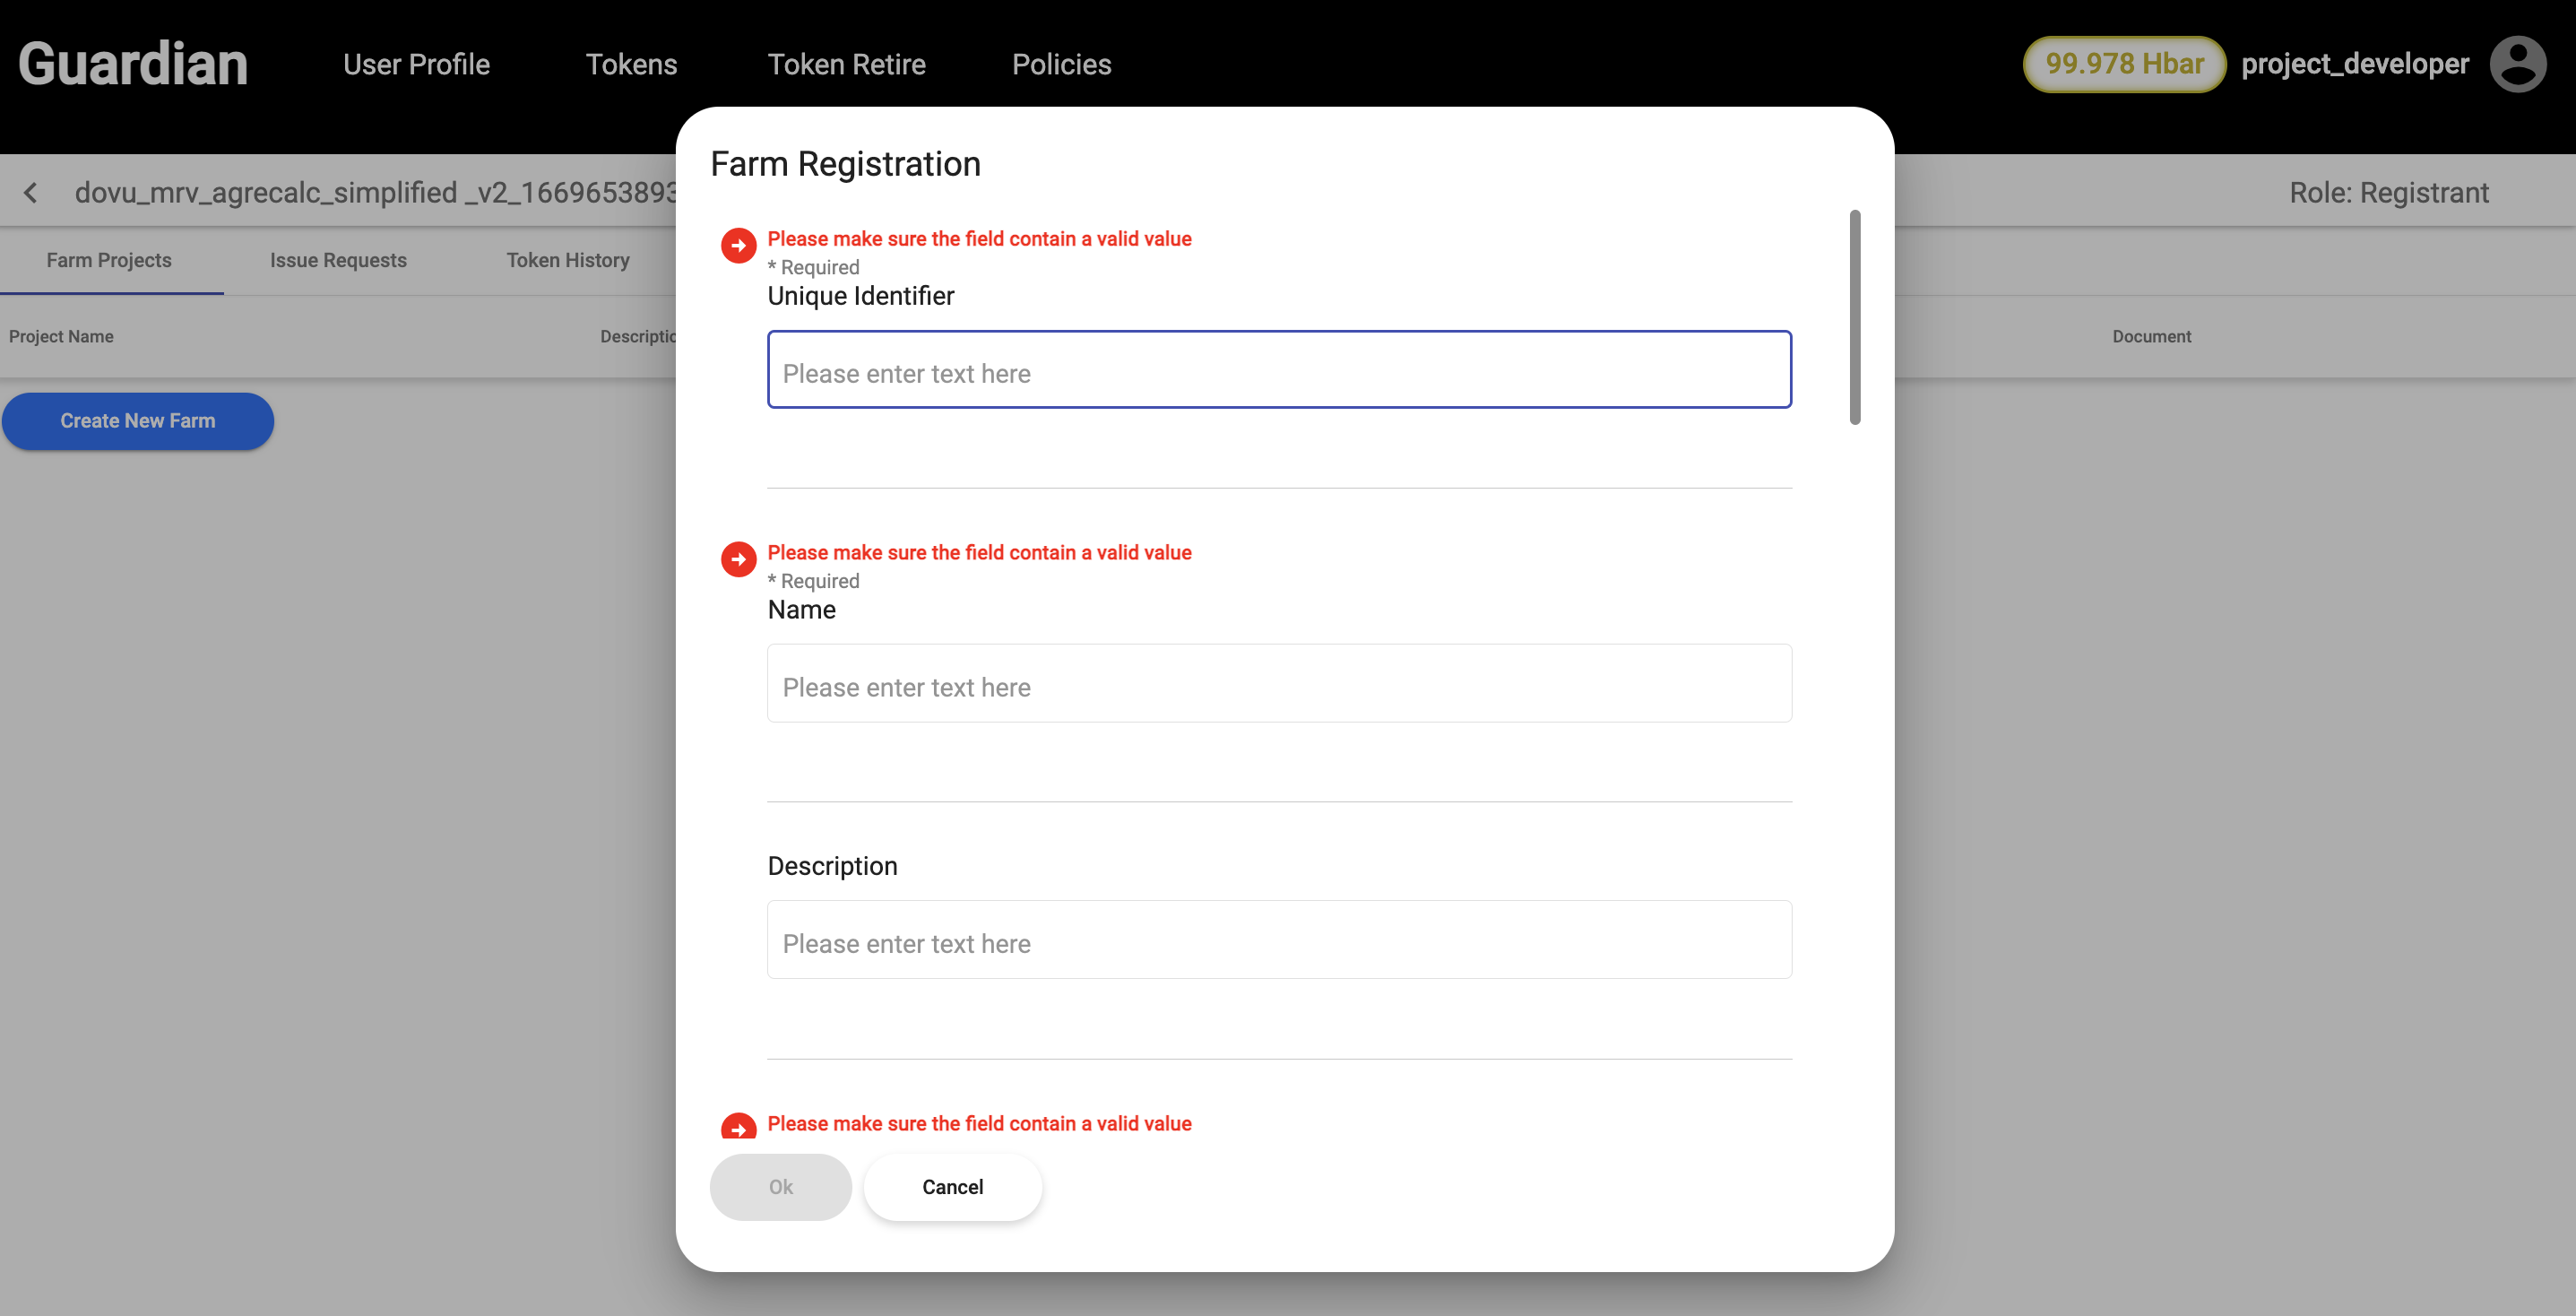 Guardian User Profile Tokens Token Retire Policies 99.978 Hbar project_developer
dovu_mrv_agrecalc_simplified _v2_1669653893 Role: Registrant
Farm Projects Issue Requests Token History
Project Name Document
Create New Farm
Farm Registration
Please make sure the field contain a valid value
* Required
Unique Identifier
Please enter text here
Please make sure the field contain a valid value
* Required
Name
Please enter text here
Description
Please enter text here
Please make sure the field contain a valid value
Ok Cancel